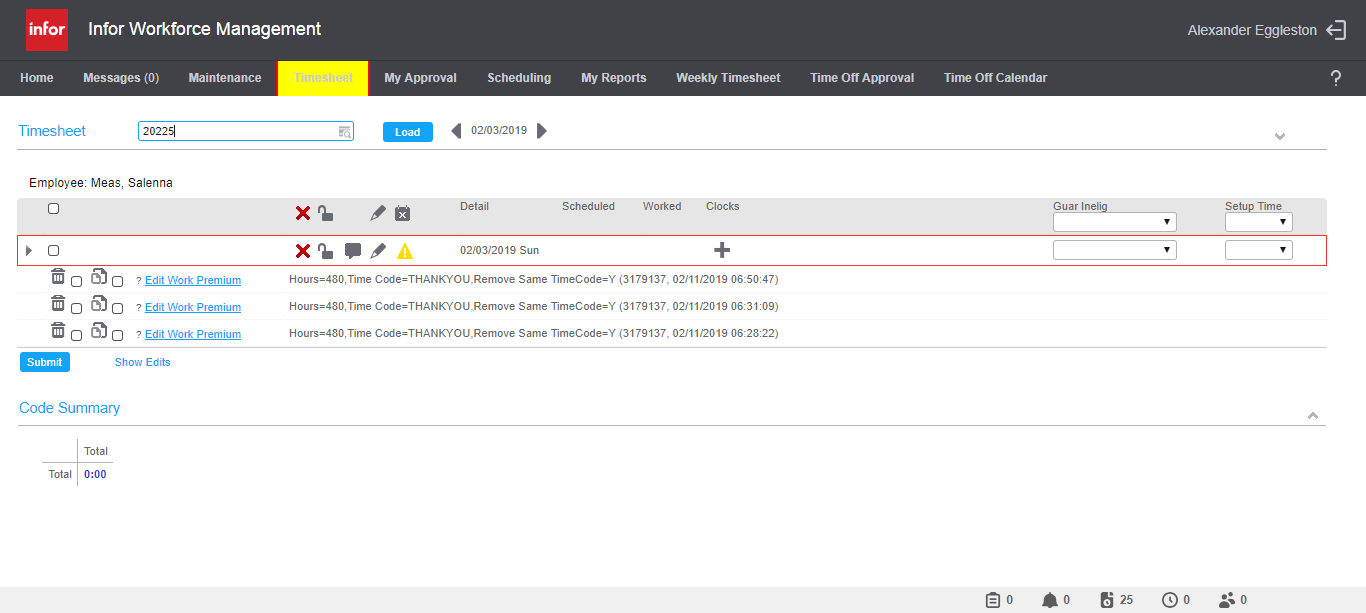 infor Infor Workforce Management Alexander Eggleston
Home Messages (0) Maintenance Timesheet My Approval Scheduling My Reports Weekly Timesheet Time Off Approval Time Off Calendar ?
Timesheet 20225 Load 02/03/2019
Employee: Meas, Salenna
Detail Scheduled Worked Clocks Guar Inelig Setup Time
02/03/2019 Sun
? Edit Work Premium Hours=480,Time Code=THANKYOU,Remove Same TimeCode=Y (3179137, 02/11/2019 06:50:47)
? Edit Work Premium Hours=480,Time Code=THANKYOU,Remove Same TimeCode=Y (3179137, 02/11/2019 06:31:09)
? Edit Work Premium Hours=480,Time Code=THANKYOU,Remove Same TimeCode=Y (3179137, 02/11/2019 06:28:22)
Submit Show Edits
Code Summary
Total
Total 0:00
0 0 25 0 0